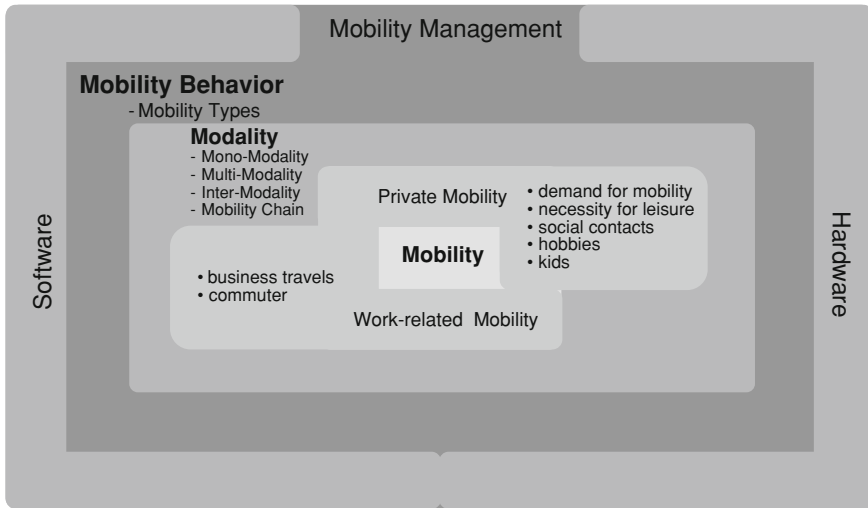 Mobility Management
Mobility Behavior
- Mobility Types
Modality
- Mono-Modality
- Multi-Modality
- Inter-Modality
- Mobility Chain
Private Mobility
• demand for mobility
• necessity for leisure
• social contacts
• hobbies
• kids
Mobility
• business travels
• commuter
Work-related Mobility
Software
Hardware